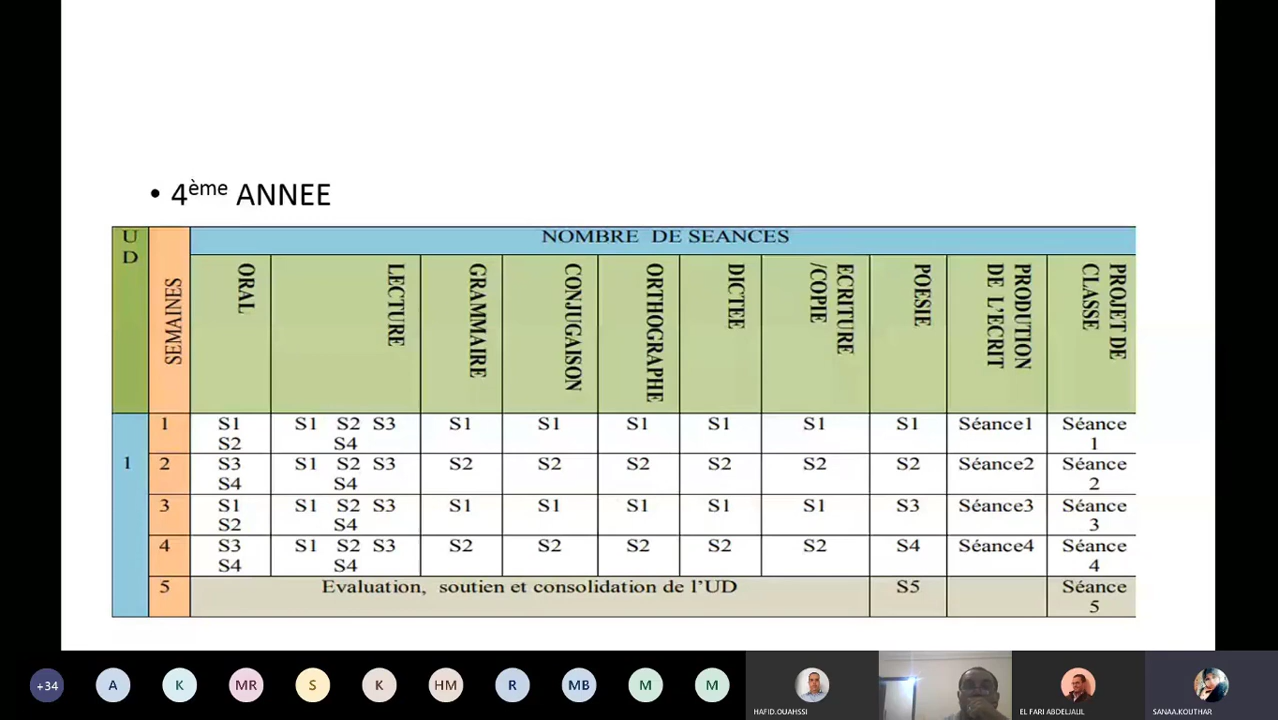 • 4ème ANNEE
U
D
SEMAINES
NOMBRE DE SEANCES
ORAL
LECTURE
GRAMMAIRE
CONJUGAISON
ORTHOGRAPHE
DICTEE
ECRITURE
/COPIE
POESIE
PRODUTION
DE L'ECRIT
PROJET DE
CLASSE
1
1 S1 S1 S2 S3 S1 S1 S1 S1 S1 S1 Séance1 Séance
S2 S4 1
2 S3 S1 S2 S3 S2 S2 S2 S2 S2 S2 Séance2 Séance
S4 S4 2
3 S1 S1 S2 S3 S1 S1 S1 S1 S1 S3 Séance3 Séance
S2 S4 3
4 S3 S1 S2 S3 S2 S2 S2 S2 S2 S4 Séance4 Séance
S4 S4 4
5 Evaluation, soutien et consolidation de l'UD S5 Séance
5
+34 A K MR S K HM R MB M M
HAFID.OUAHSSI
EL FARI ABDELJALIL
SANAA.KOUTHAR